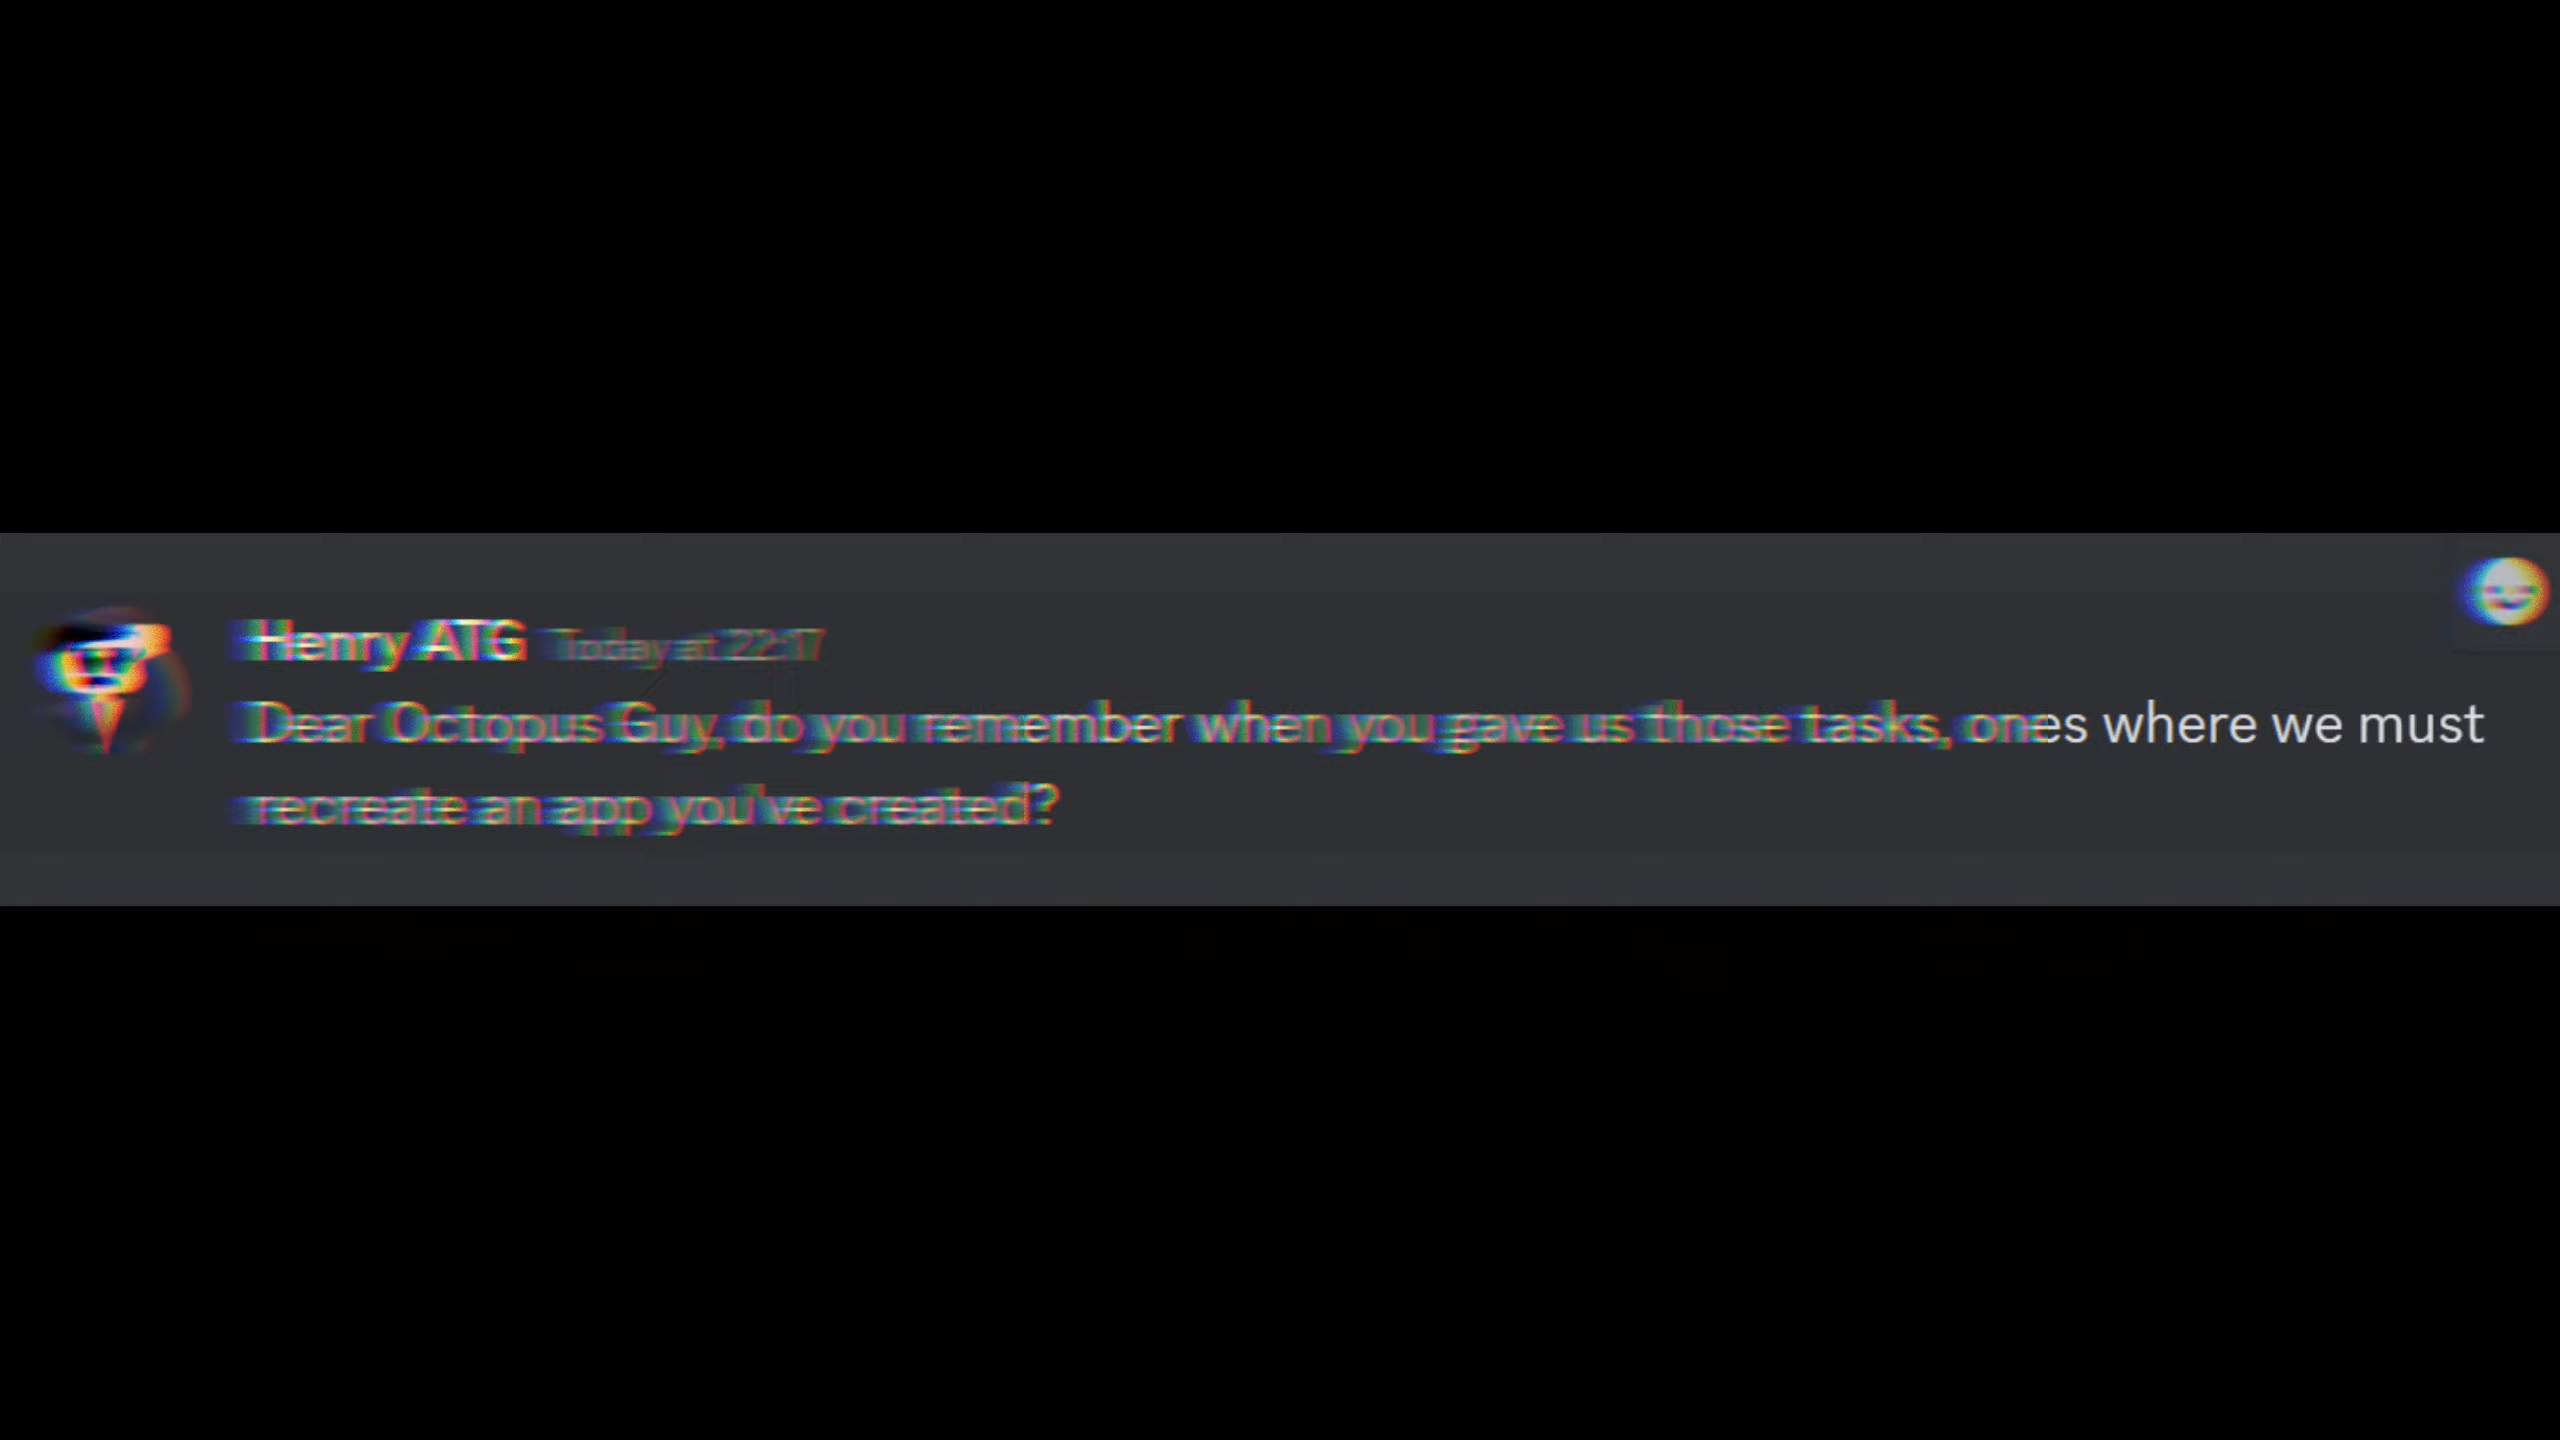 Henry ATG Today at 22:17
Dear Octopus Guy, do you remember when you gave us those tasks, ones where we must
recreate an app you've created?